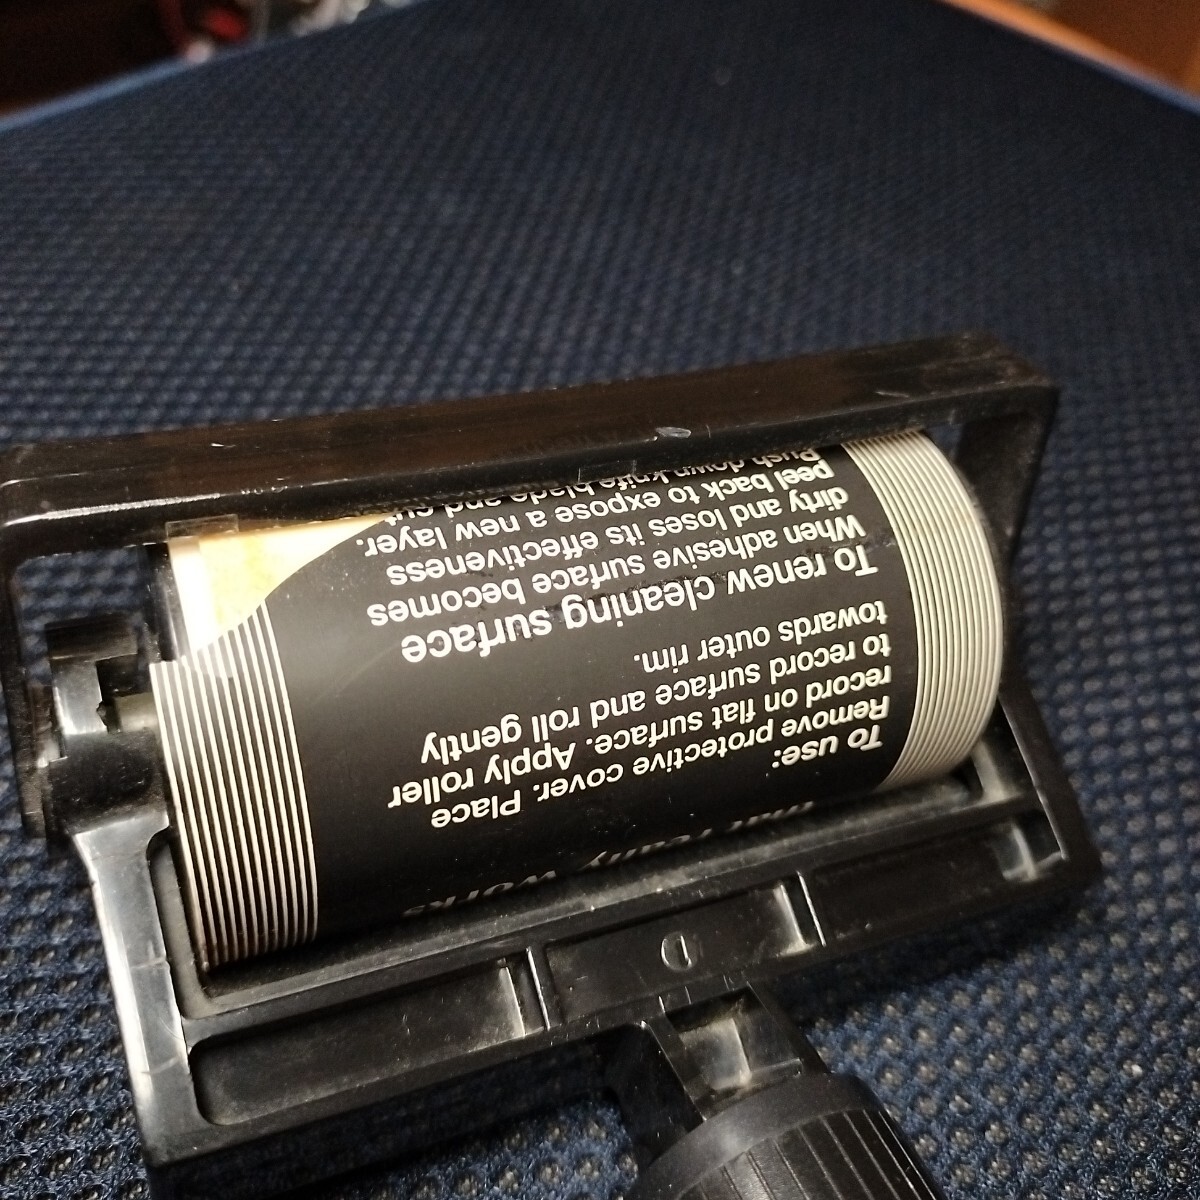 really works
To use:
Remove protective cover. Place
record on flat surface. Apply roller
to record surface and roll gently
towards outer rim.
To renew cleaning surface
When adhesive surface becomes
dirty and loses its effectiveness
peel back to expose a new layer.
Push down knife blade and cut